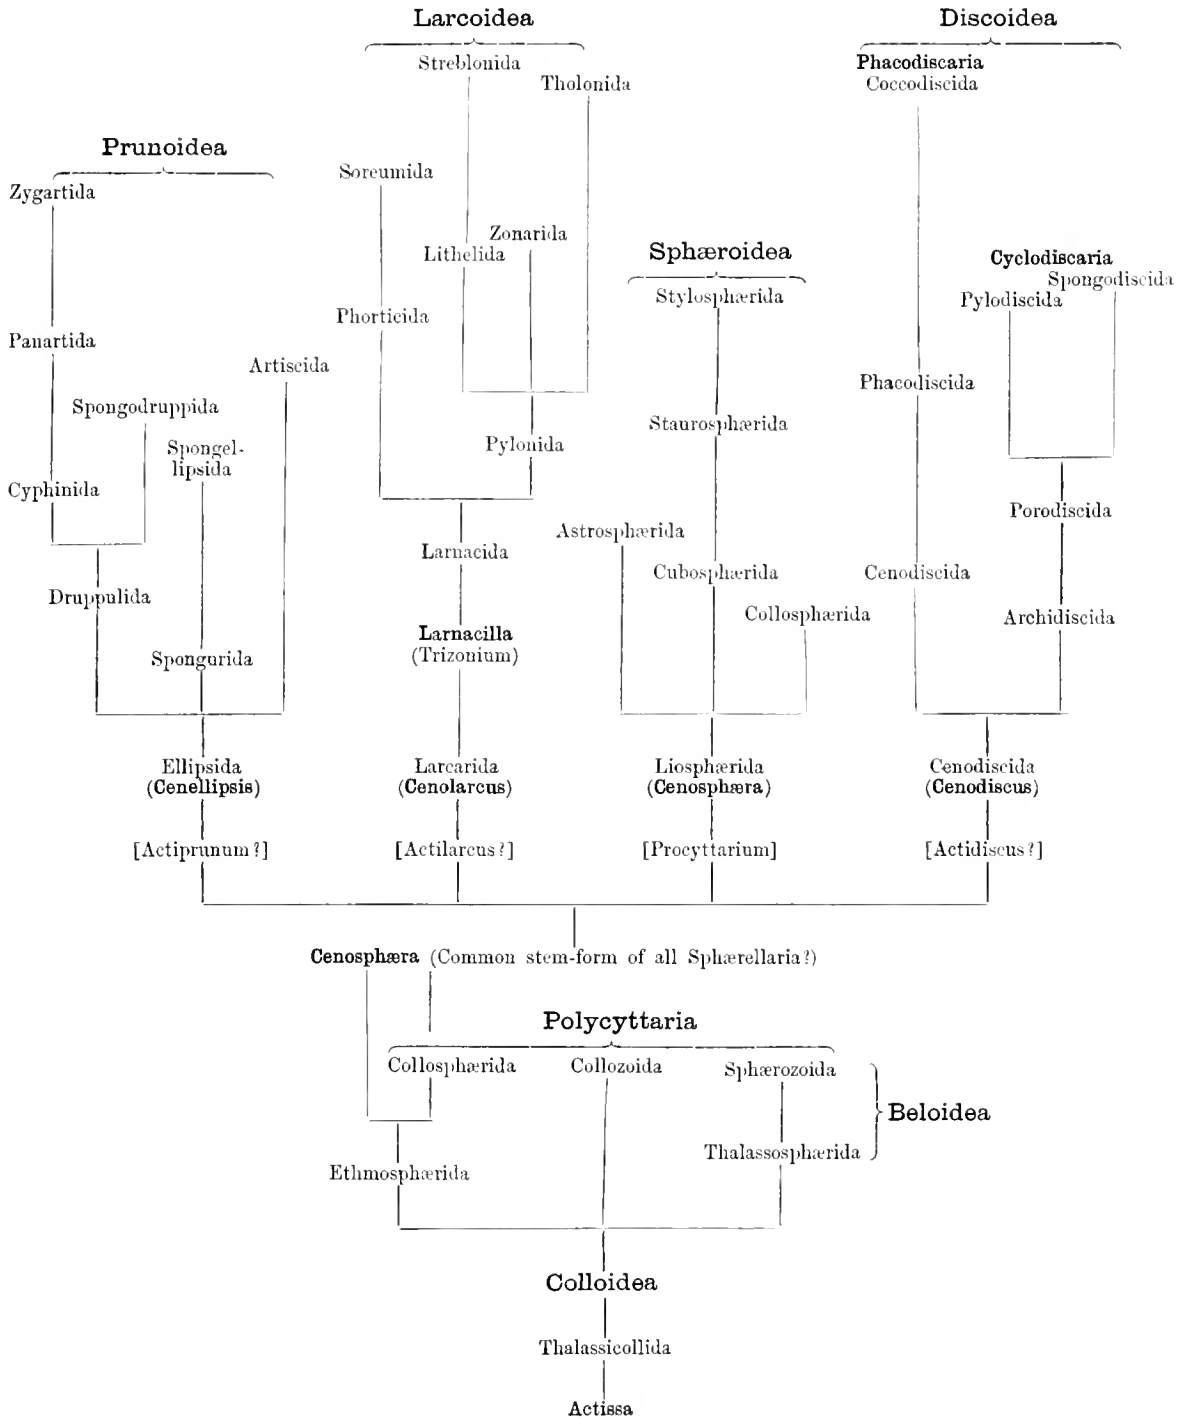 Larcoidea
Discoidea
Streblonida
Tholonida
Phacodiscaria
Coccodiscida
Prunoidea
Zygartida
Soreumida
Zonarida
Lithelida
Sphæroidea
Stylosphærida
Cyclodiscaria
Spongodiscida
Pylodiscida
Phorticida
Panartida
Artiscida
Phacodiscida
Spongodruppida
Staurosphærida
Spongel-
lipsida
Pylonida
Cyphinida
Porodiscida
Astrosphærida
Larnacida
Cubosphærida
Cenodiscida
Druppulida
Collosphærida
Archidiscida
Larnacilla
(Trizonium)
Spongurida
Ellipsida
(Cenellipsis)
Larcarida
(Cenolarcus)
Liosphærida
(Cenosphæra)
Cenodiscida
(Cenodiscus)
[Actiprunum?]
[Actilarcus?]
[Procyttarium]
[Actidiscus?]
Cenosphæra (Common stem-form of all Sphærellaria?)
Polycyttaria
Collosphærida
Collozoida
Sphærozoida
Beloidea
Thalassosphærida
Ethmosphærida
Colloidea
Thalassicollida
Actissa